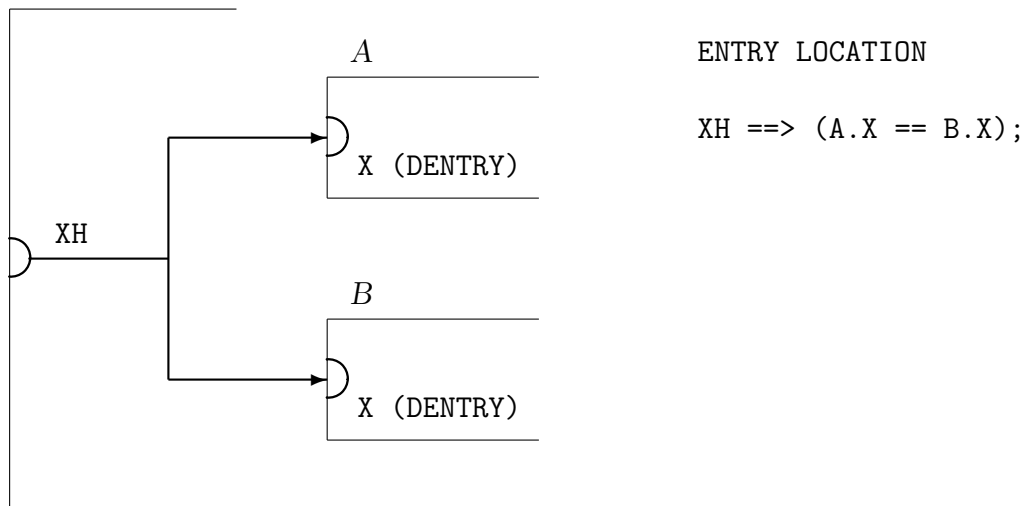 A
ENTRY LOCATION
XH ==> (A.X == B.X);
X (DENTRY)
XH
B
X (DENTRY)